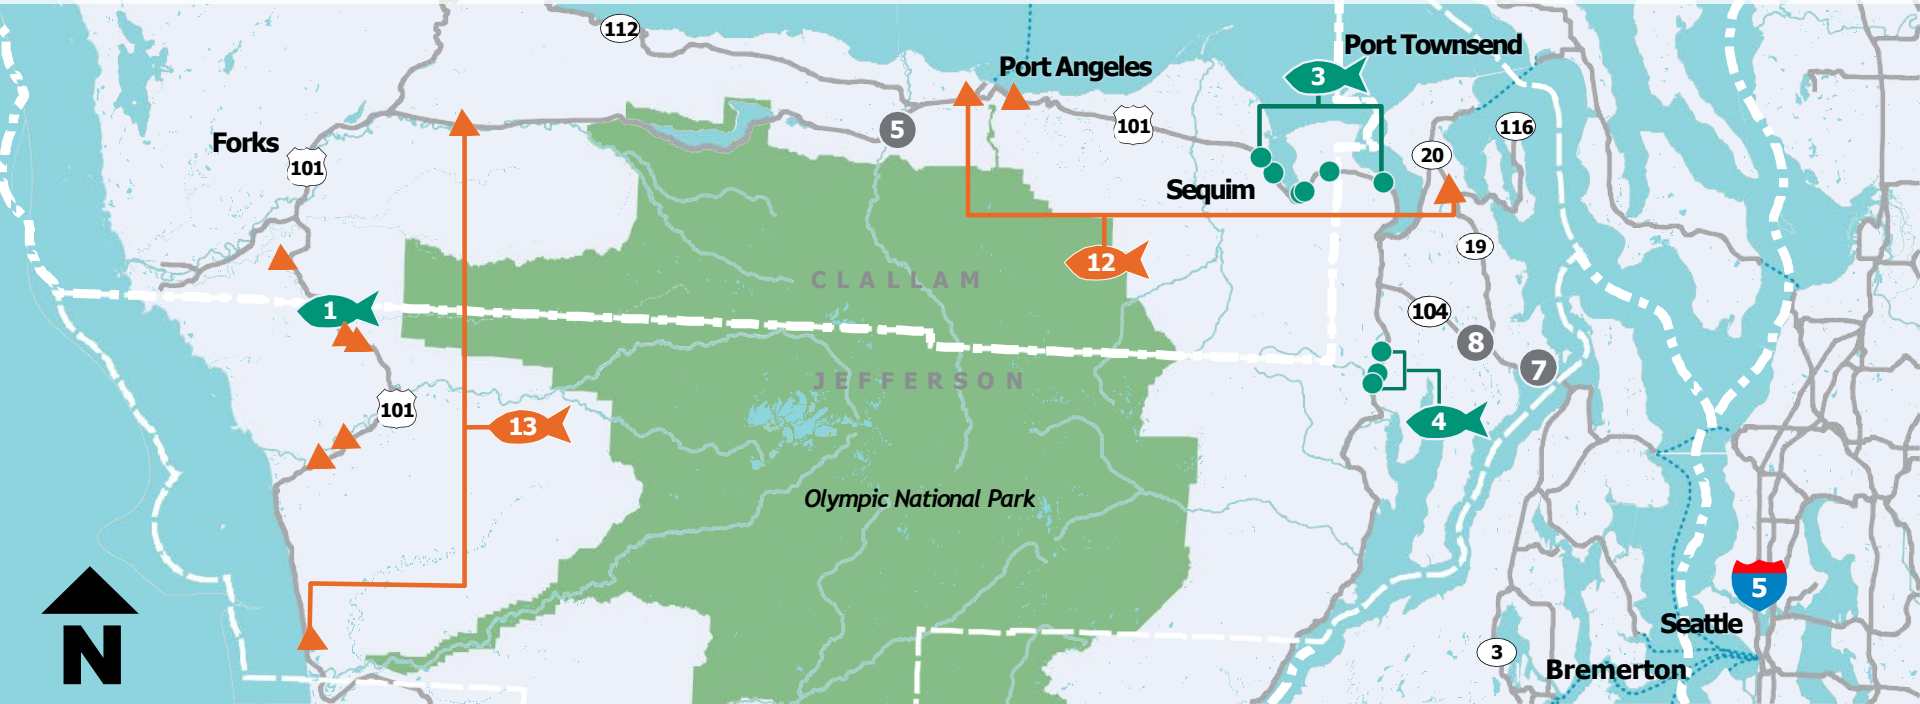 112
Port Townsend
3
Port Angeles
101
116
5
Forks
20
101
Sequim
19
12
CLALLAM
1
104
8
7
JEFFERSON
101
4
13
Olympic National Park
5
Seattle
N
3
Bremerton